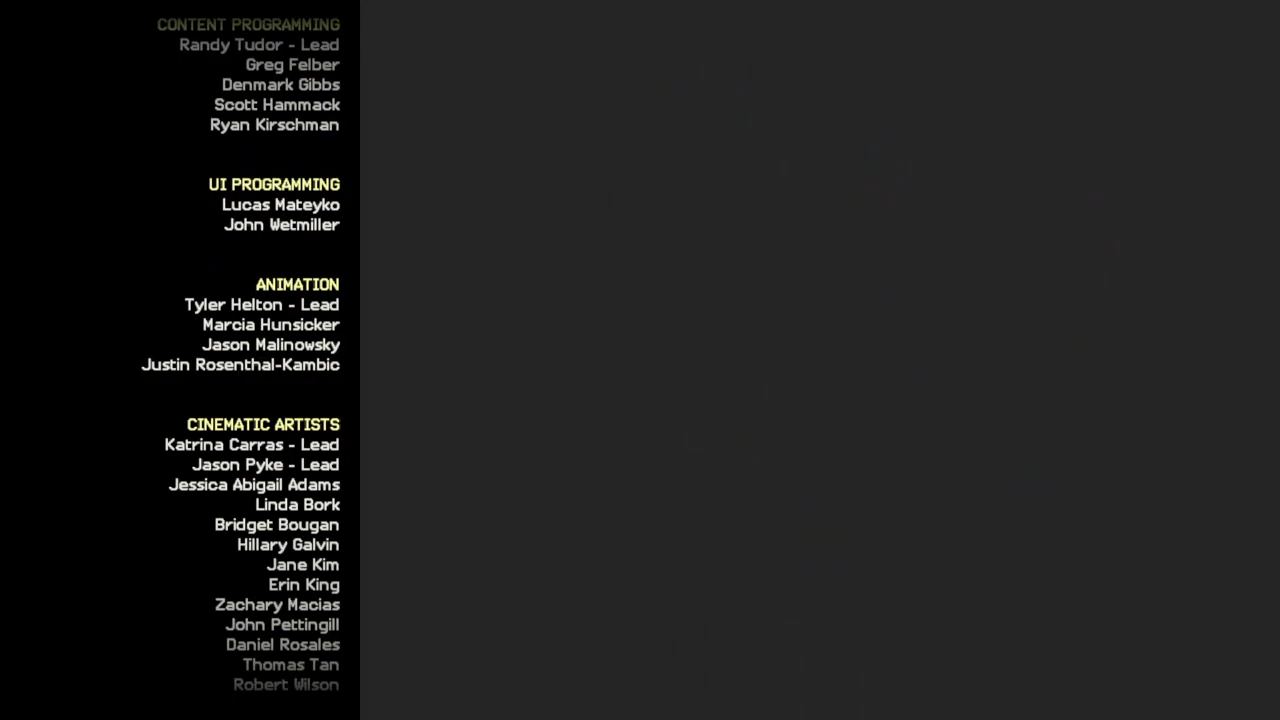 CONTENT PROGRAMMING
Randy Tudor - Lead
Greg Felber
Denmark Gibbs
Scott Hammack
Ryan Kirschman
UI PROGRAMMING
Lucas Mateyko
John Wetmiller
ANIMATION
Tyler Helton - Lead
Marcia Hunsicker
Jason Malinowsky
Justin Rosenthal-Kambic
CINEMATIC ARTISTS
Katrina Carras - Lead
Jason Pyke - Lead
Jessica Abigail Adams
Linda Bork
Bridget Bougan
Hillary Galvin
Jane Kim
Erin King
Zachary Macias
John Pettingill
Daniel Rosales
Thomas Tan
Robert Wilson